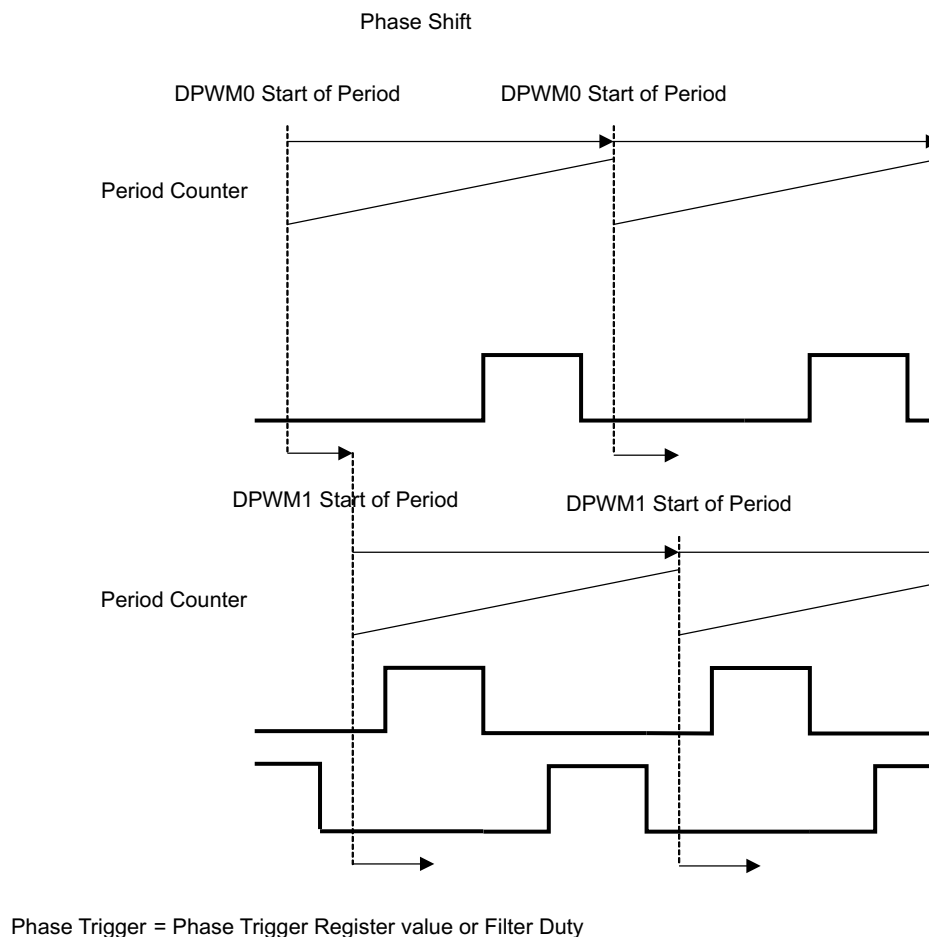 Phase Shift
DPWM0 Start of Period
DPWM0 Start of Period
Period Counter
DPWM1 Start of Period
DPWM1 Start of Period
Period Counter
Phase Trigger = Phase Trigger Register value or Filter Duty